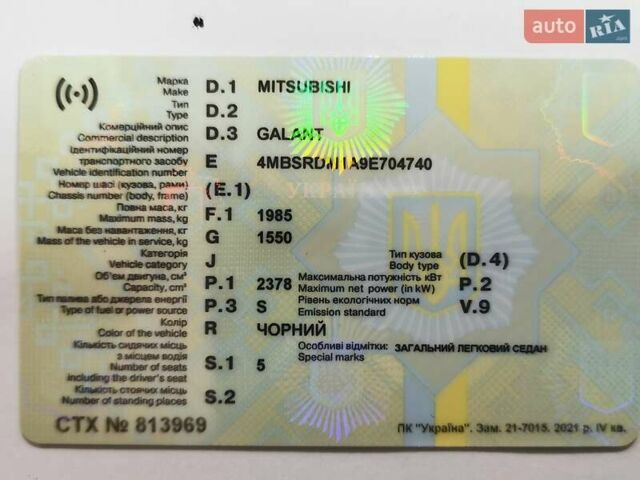 auto RIA .com
Марка
Make
D.1 MITSUBISHI
Тип
Type
D.2
Комерційний опис
Commercial description
D.3 GALANT
Ідентифікаційний номер
транспортного засобу
Vehicle identification number
E
Номер шасі (кузова, рами)
Chassis number (body, frame)
(E.1)
УКРАЇНА
Повна маса,кг
Maximum mass,kg
F.1 1985
Маса без навантаження,кг
Mass of the vehicle in service,kg
G 1550
Категорія
Vehicle category
J
Тип кузова
Body type
(D.4)
Об'єм двигуна, см³
Capacity, cm³
P.1 2378
Максимальна потужність кВт
Maximum net power (in kW)
P.2
Тип палива або джерела енергії
Type of fuel or power source
P.3 S
Рівень екологічних норм
Emission standard
V.9
Колір
Color of the vehicle
R ЧОРНИЙ
Особливі відмітки: ЗАГАЛЬНИЙ ЛЕГКОВИЙ СЕДАН
Special marks
Кількість сидячих місць
з місцем водія
Number of seats
including the driver's seat
S.1 5
Кількість стоячих місць
Number of standing places
S.2
СТХ № 813969
ПК "Україна". Зам. 21-7015. 2021 р. IV кв.